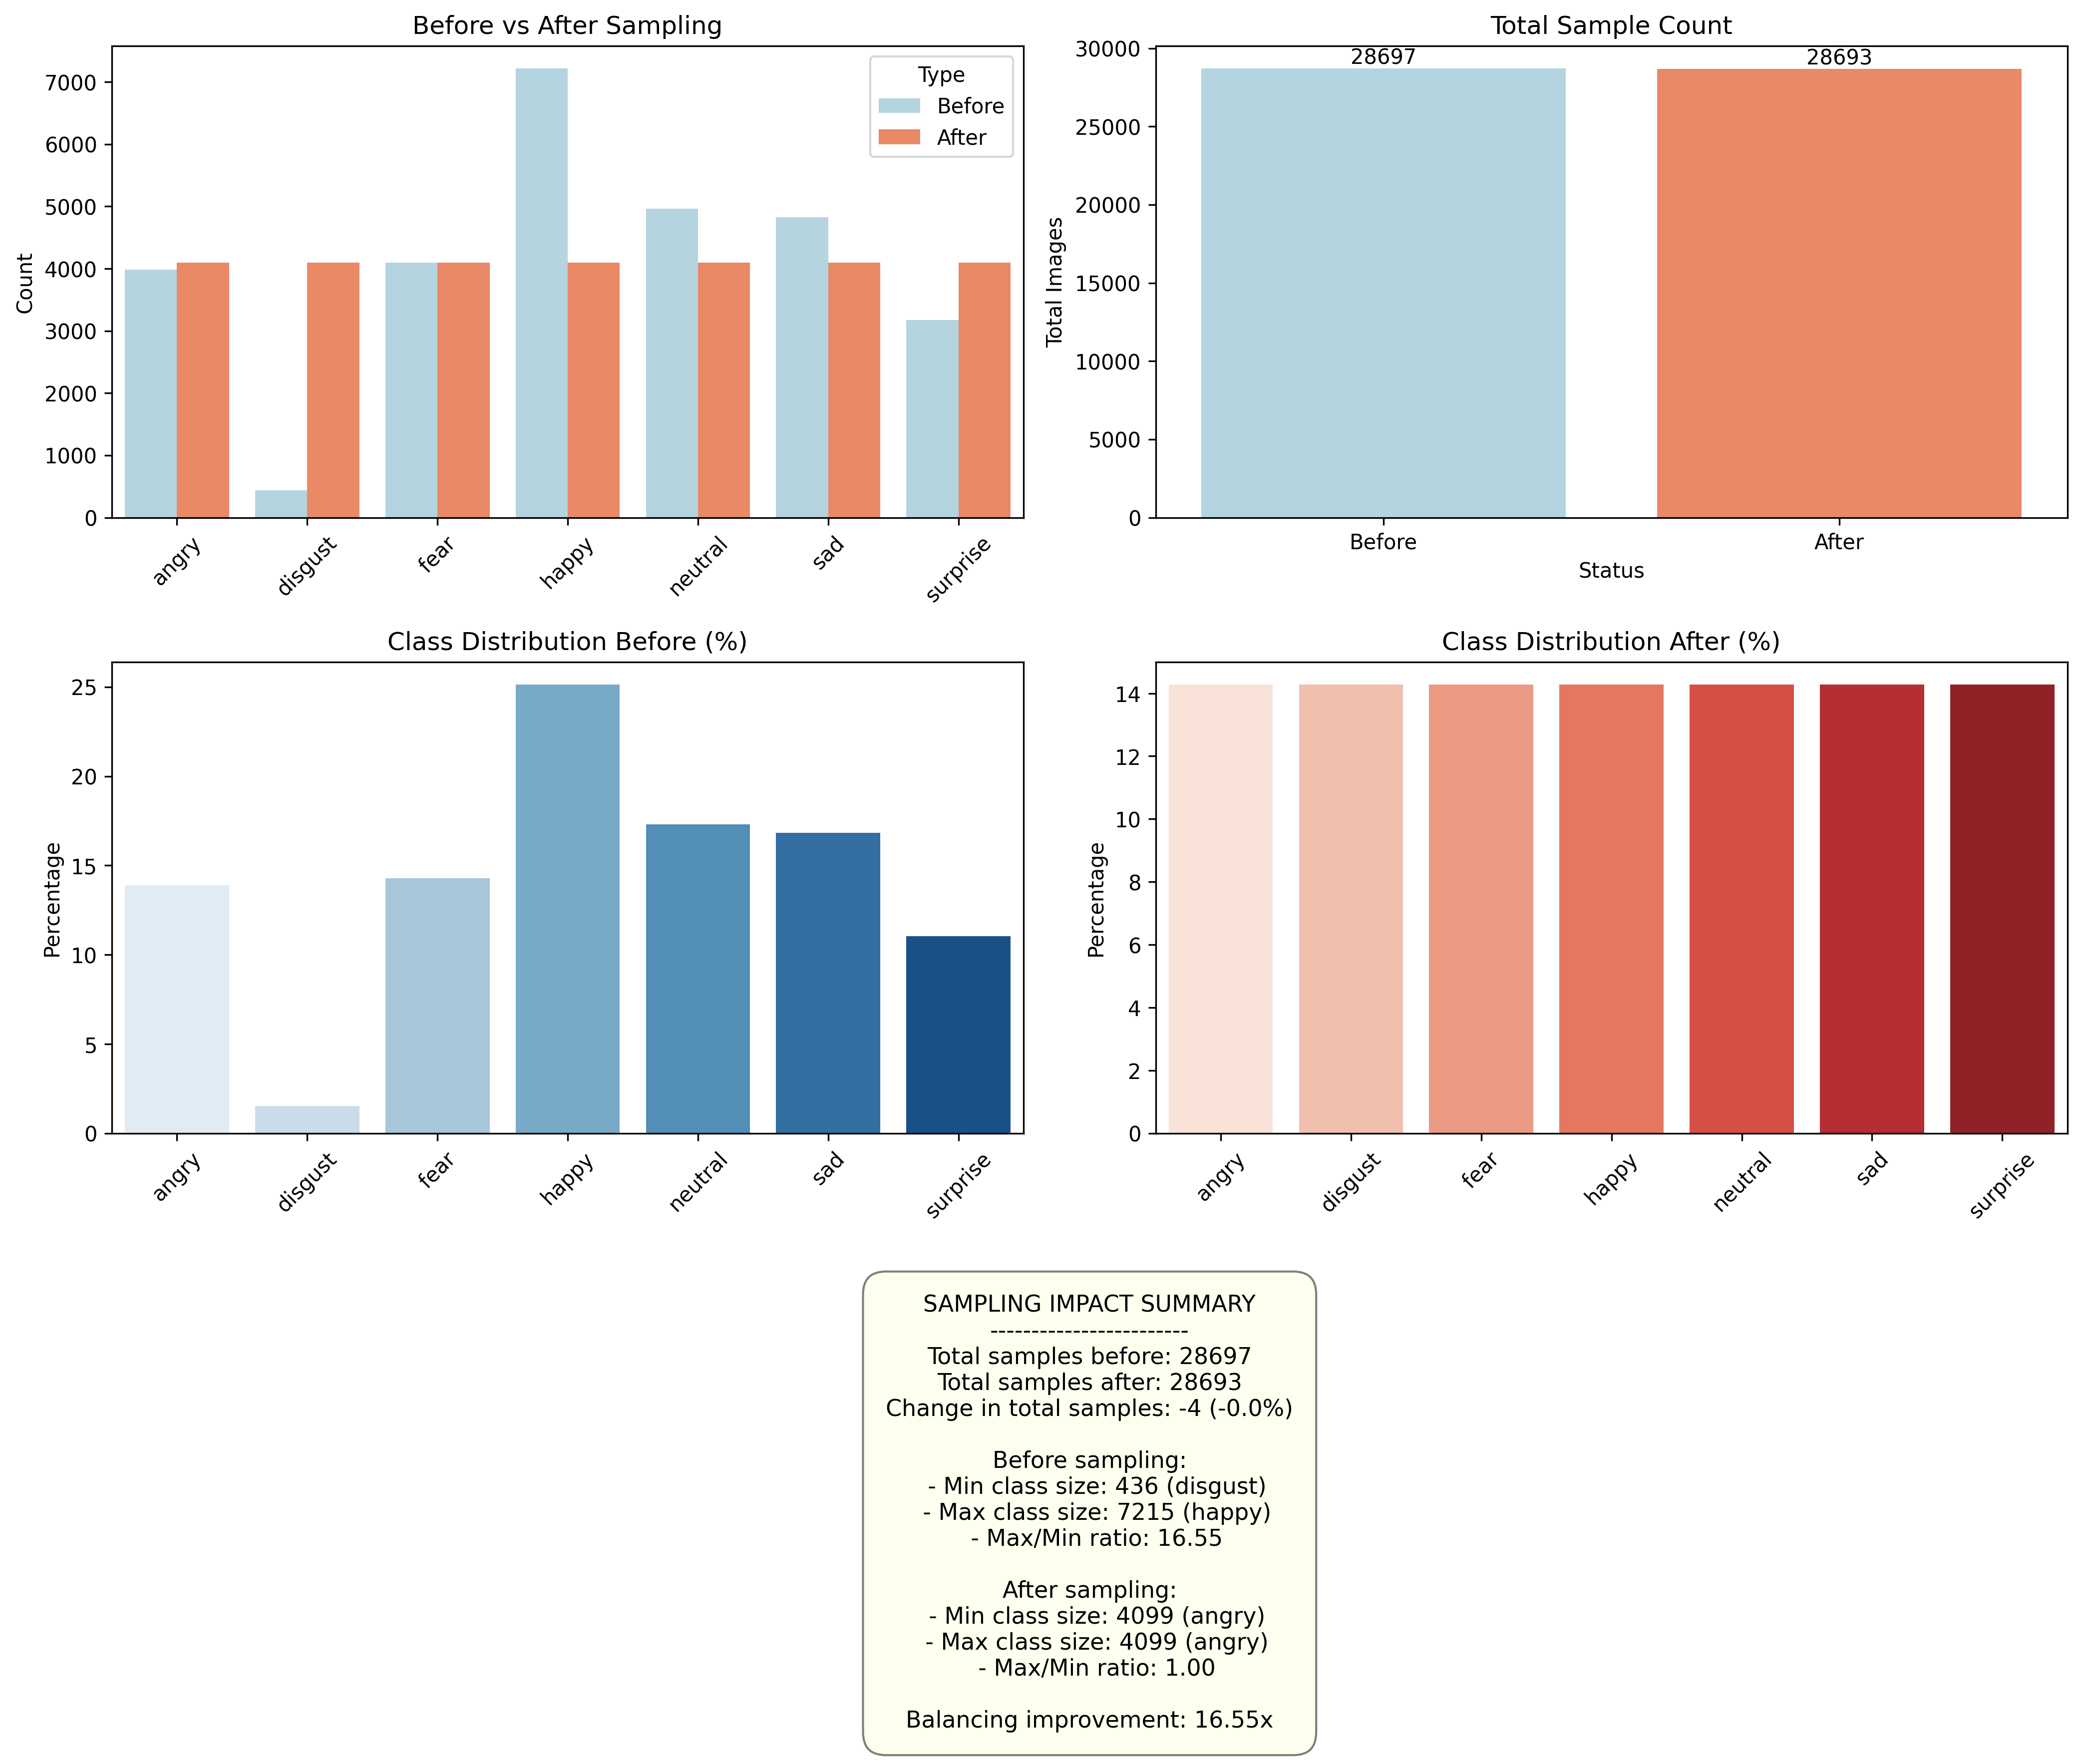 Before vs After Sampling
Count
7000
6000
5000
4000
3000
2000
1000
0
Type
Before
After
angry
disgust
fear
happy
neutral
sad
surprise
Total Sample Count
Total Images
30000
25000
20000
15000
10000
5000
0
28697
28693
Before
After
Status
Class Distribution Before (%)
Percentage
25
20
15
10
5
0
angry
disgust
fear
happy
neutral
sad
surprise
Class Distribution After (%)
Percentage
14
12
10
8
6
4
2
0
angry
disgust
fear
happy
neutral
sad
surprise
SAMPLING IMPACT SUMMARY
------------------------
Total samples before: 28697
Total samples after: 28693
Change in total samples: -4 (-0.0%)
Before sampling:
- Min class size: 436 (disgust)
- Max class size: 7215 (happy)
- Max/Min ratio: 16.55
After sampling:
- Min class size: 4099 (angry)
- Max class size: 4099 (angry)
- Max/Min ratio: 1.00
Balancing improvement: 16.55x